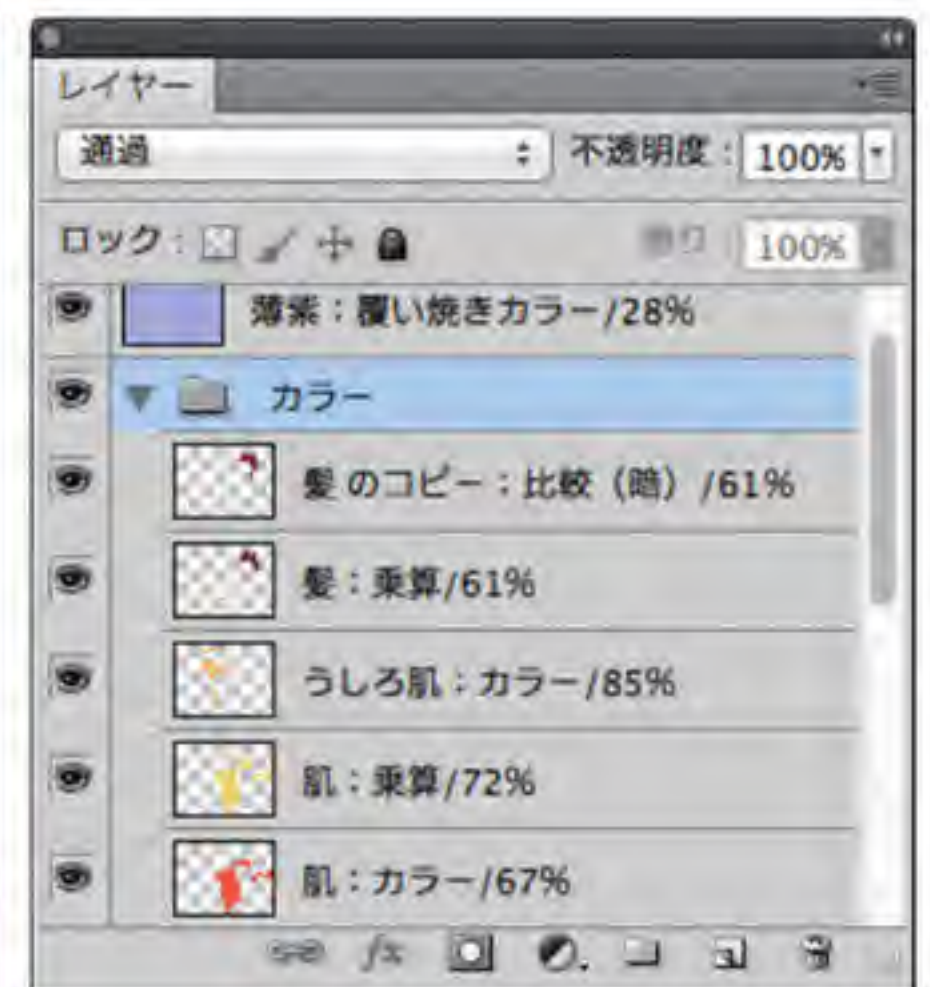 レイヤー
通過 不透明度: 100%
ロック: 100%
薄紫：覆い焼きカラー/28%
カラー
髪 のコピー：比較（暗）/61%
髪：乗算/61%
うしろ肌：カラー/85%
肌：乗算/72%
肌：カラー/67%
fx